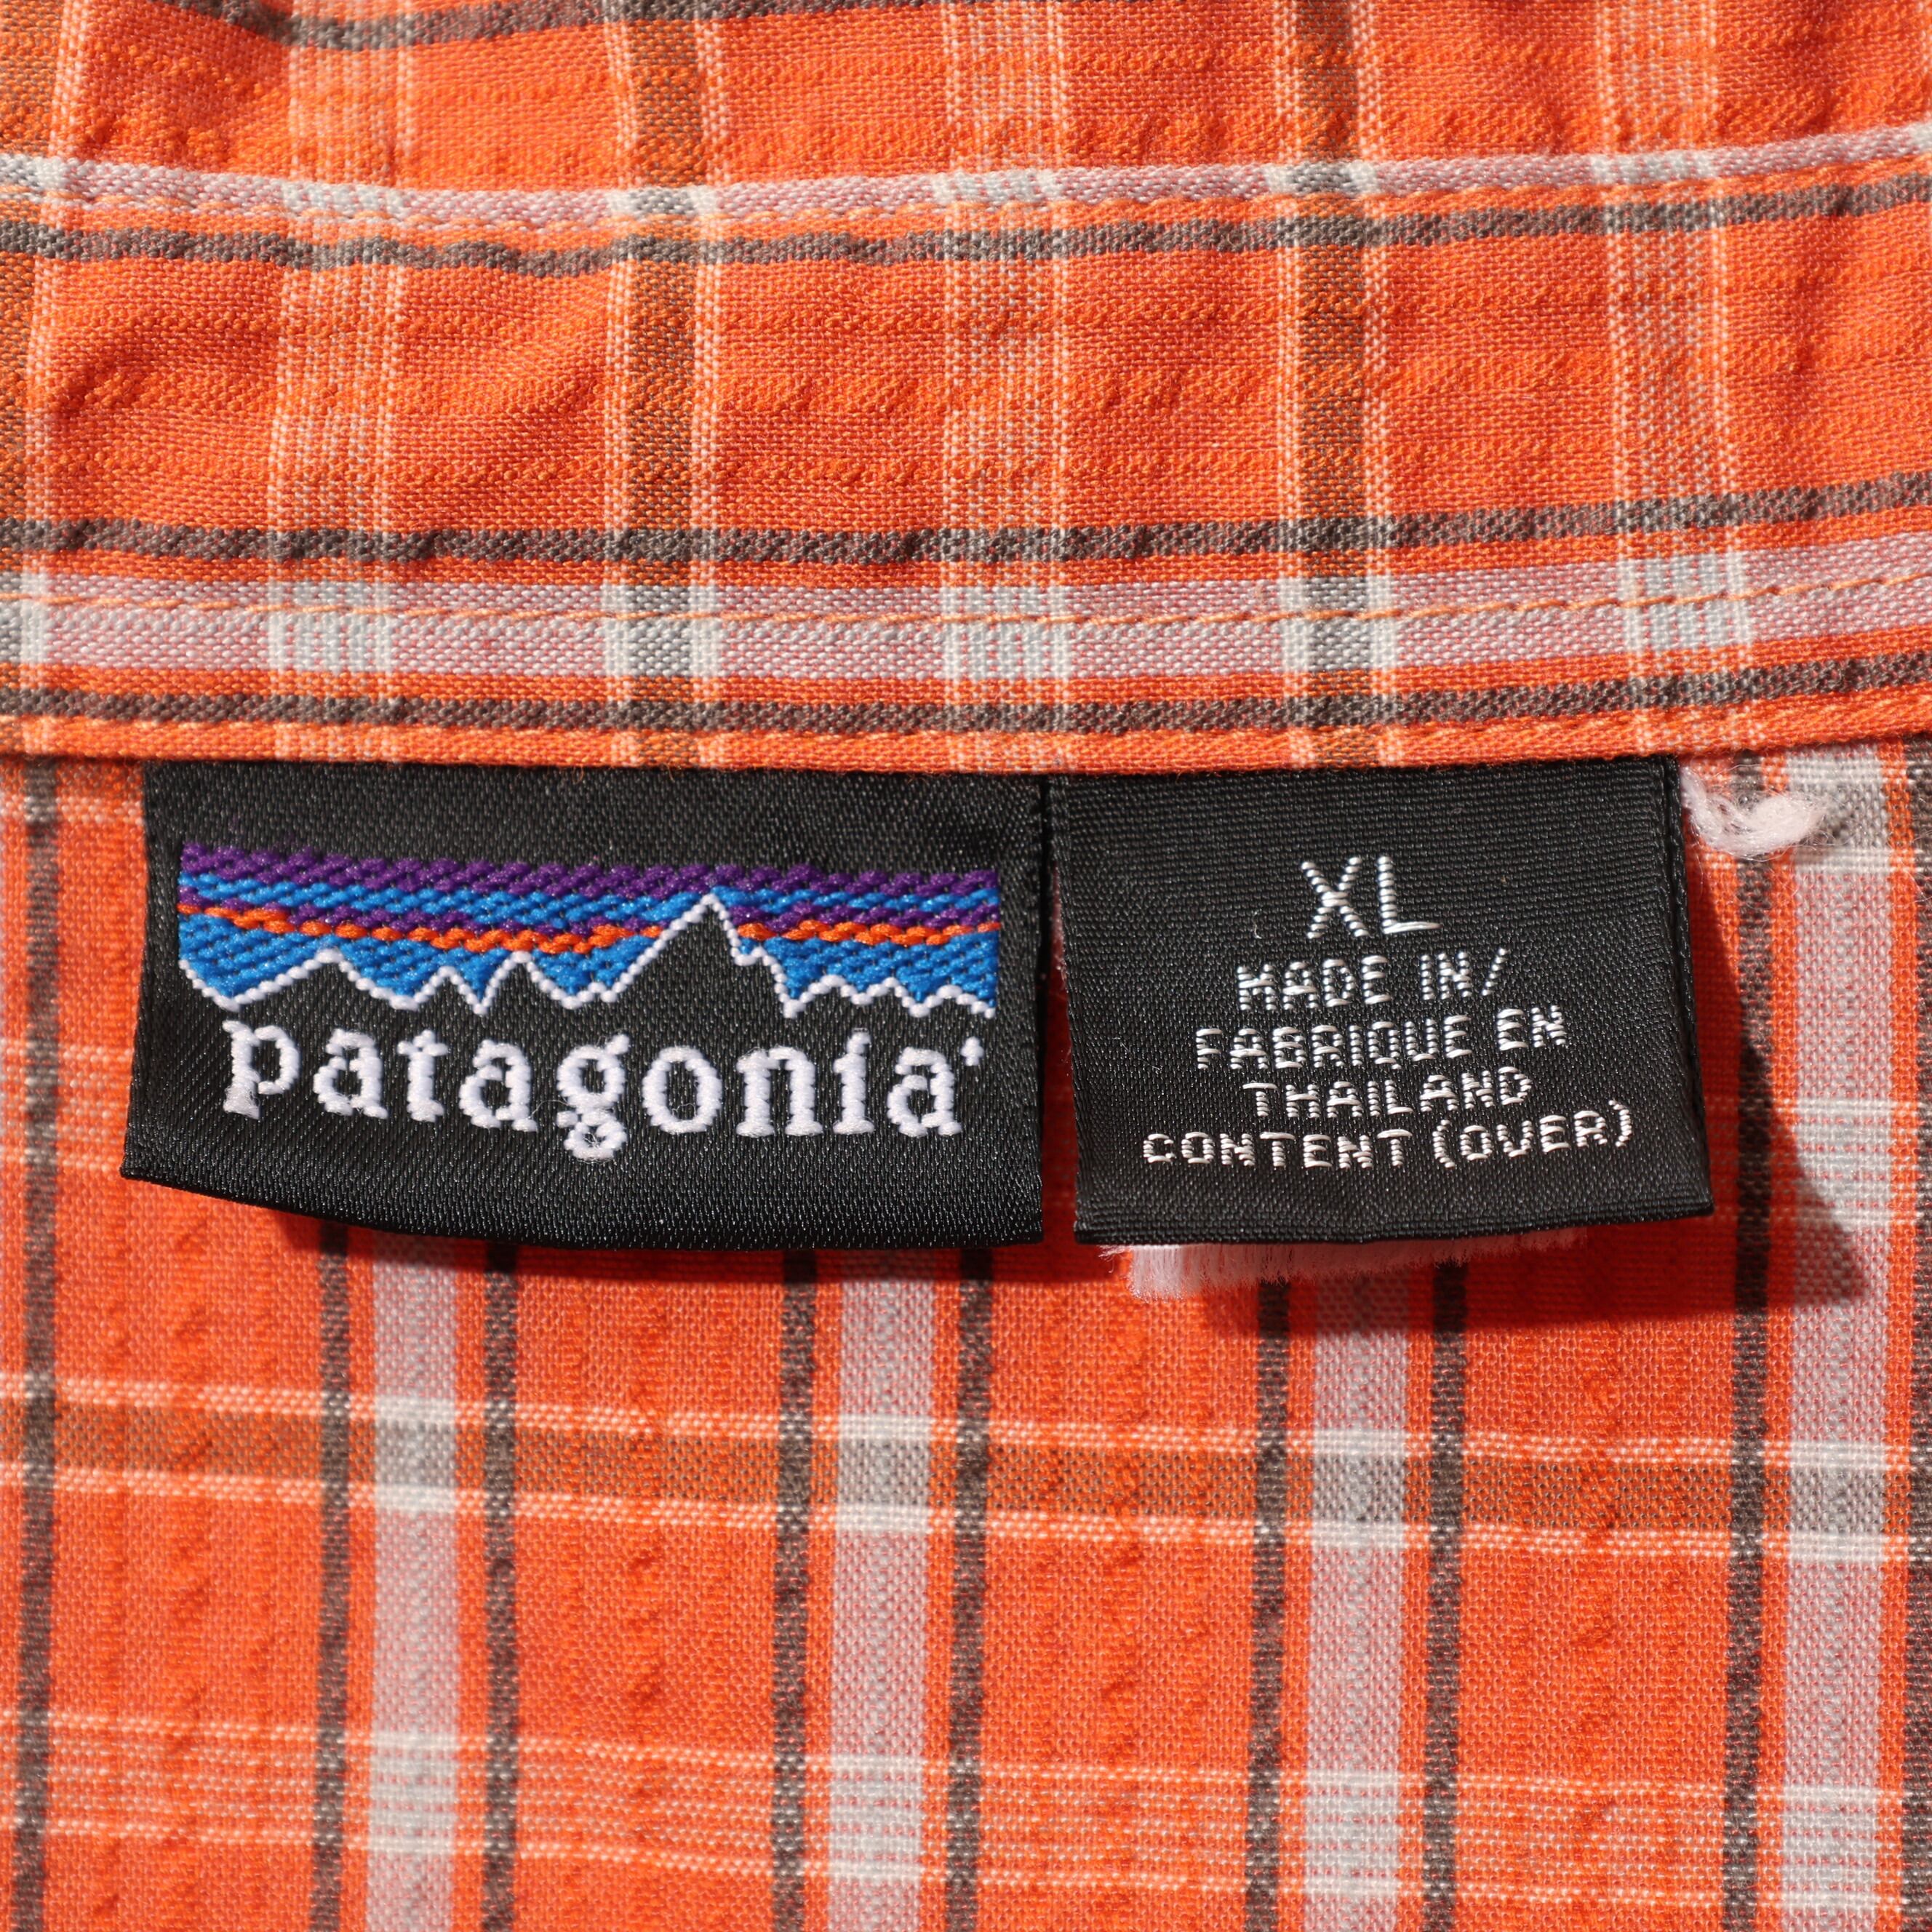 patagonia
XL
MADE IN/
FABRIQUE EN
THAILAND
CONTENT (OVER)